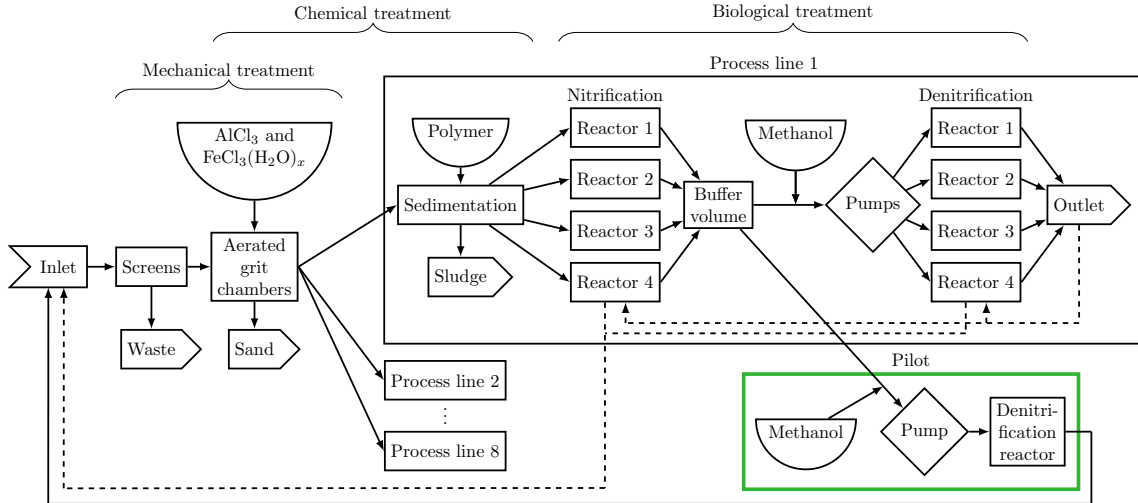 Chemical treatment
Biological treatment
Mechanical treatment
Process line 1
AlCl₃ and
FeCl₃(H₂O)ₓ
Polymer
Nitrification
Reactor 1
Reactor 2
Reactor 3
Reactor 4
Methanol
Denitrification
Reactor 1
Reactor 2
Reactor 3
Reactor 4
Sedimentation
Buffer
volume
Pumps
Outlet
Inlet
Screens
Aerated
grit
chambers
Sludge
Waste
Sand
Process line 2
⋮
Process line 8
Pilot
Methanol
Pump
Denitri-
fication
reactor